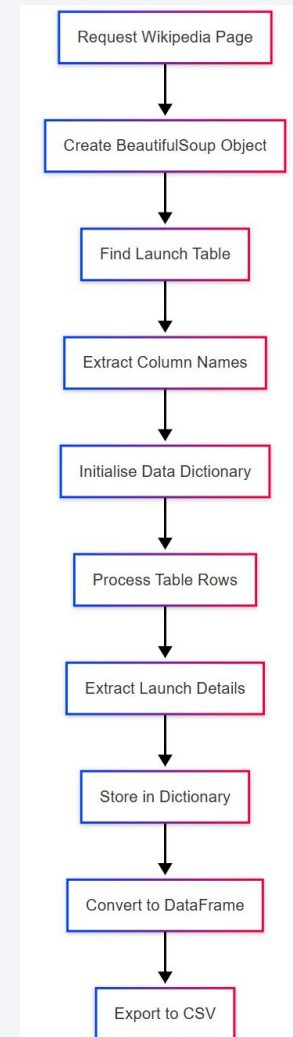 Request Wikipedia Page
Create BeautifulSoup Object
Find Launch Table
Extract Column Names
Initialise Data Dictionary
Process Table Rows
Extract Launch Details
Store in Dictionary
Convert to DataFrame
Export to CSV